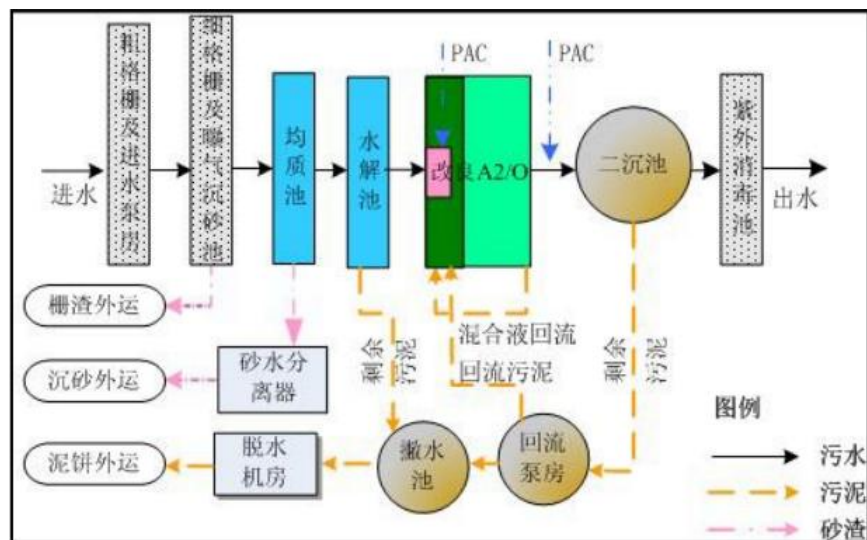 粗格栅及进水泵房
细格栅及曝气沉砂池
均质池
水解池
PAC
PAC
改良A2/O
二沉池
紫外消毒池
进水
出水
栅渣外运
沉砂外运
泥饼外运
砂水分
离器
脱水
机房
剩余
污泥
撇水
池
混合液回流
回流污泥
回流
泵房
剩余
污泥
图例
污水
污泥
砂渣